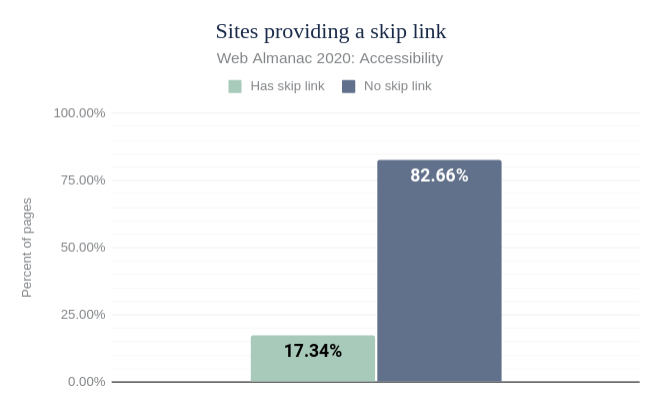 Sites providing a skip link
Web Almanac 2020: Accessibility
Has skip link
No skip link
100.00%
75.00%
50.00%
25.00%
0.00%
Percent of pages
82.66%
17.34%